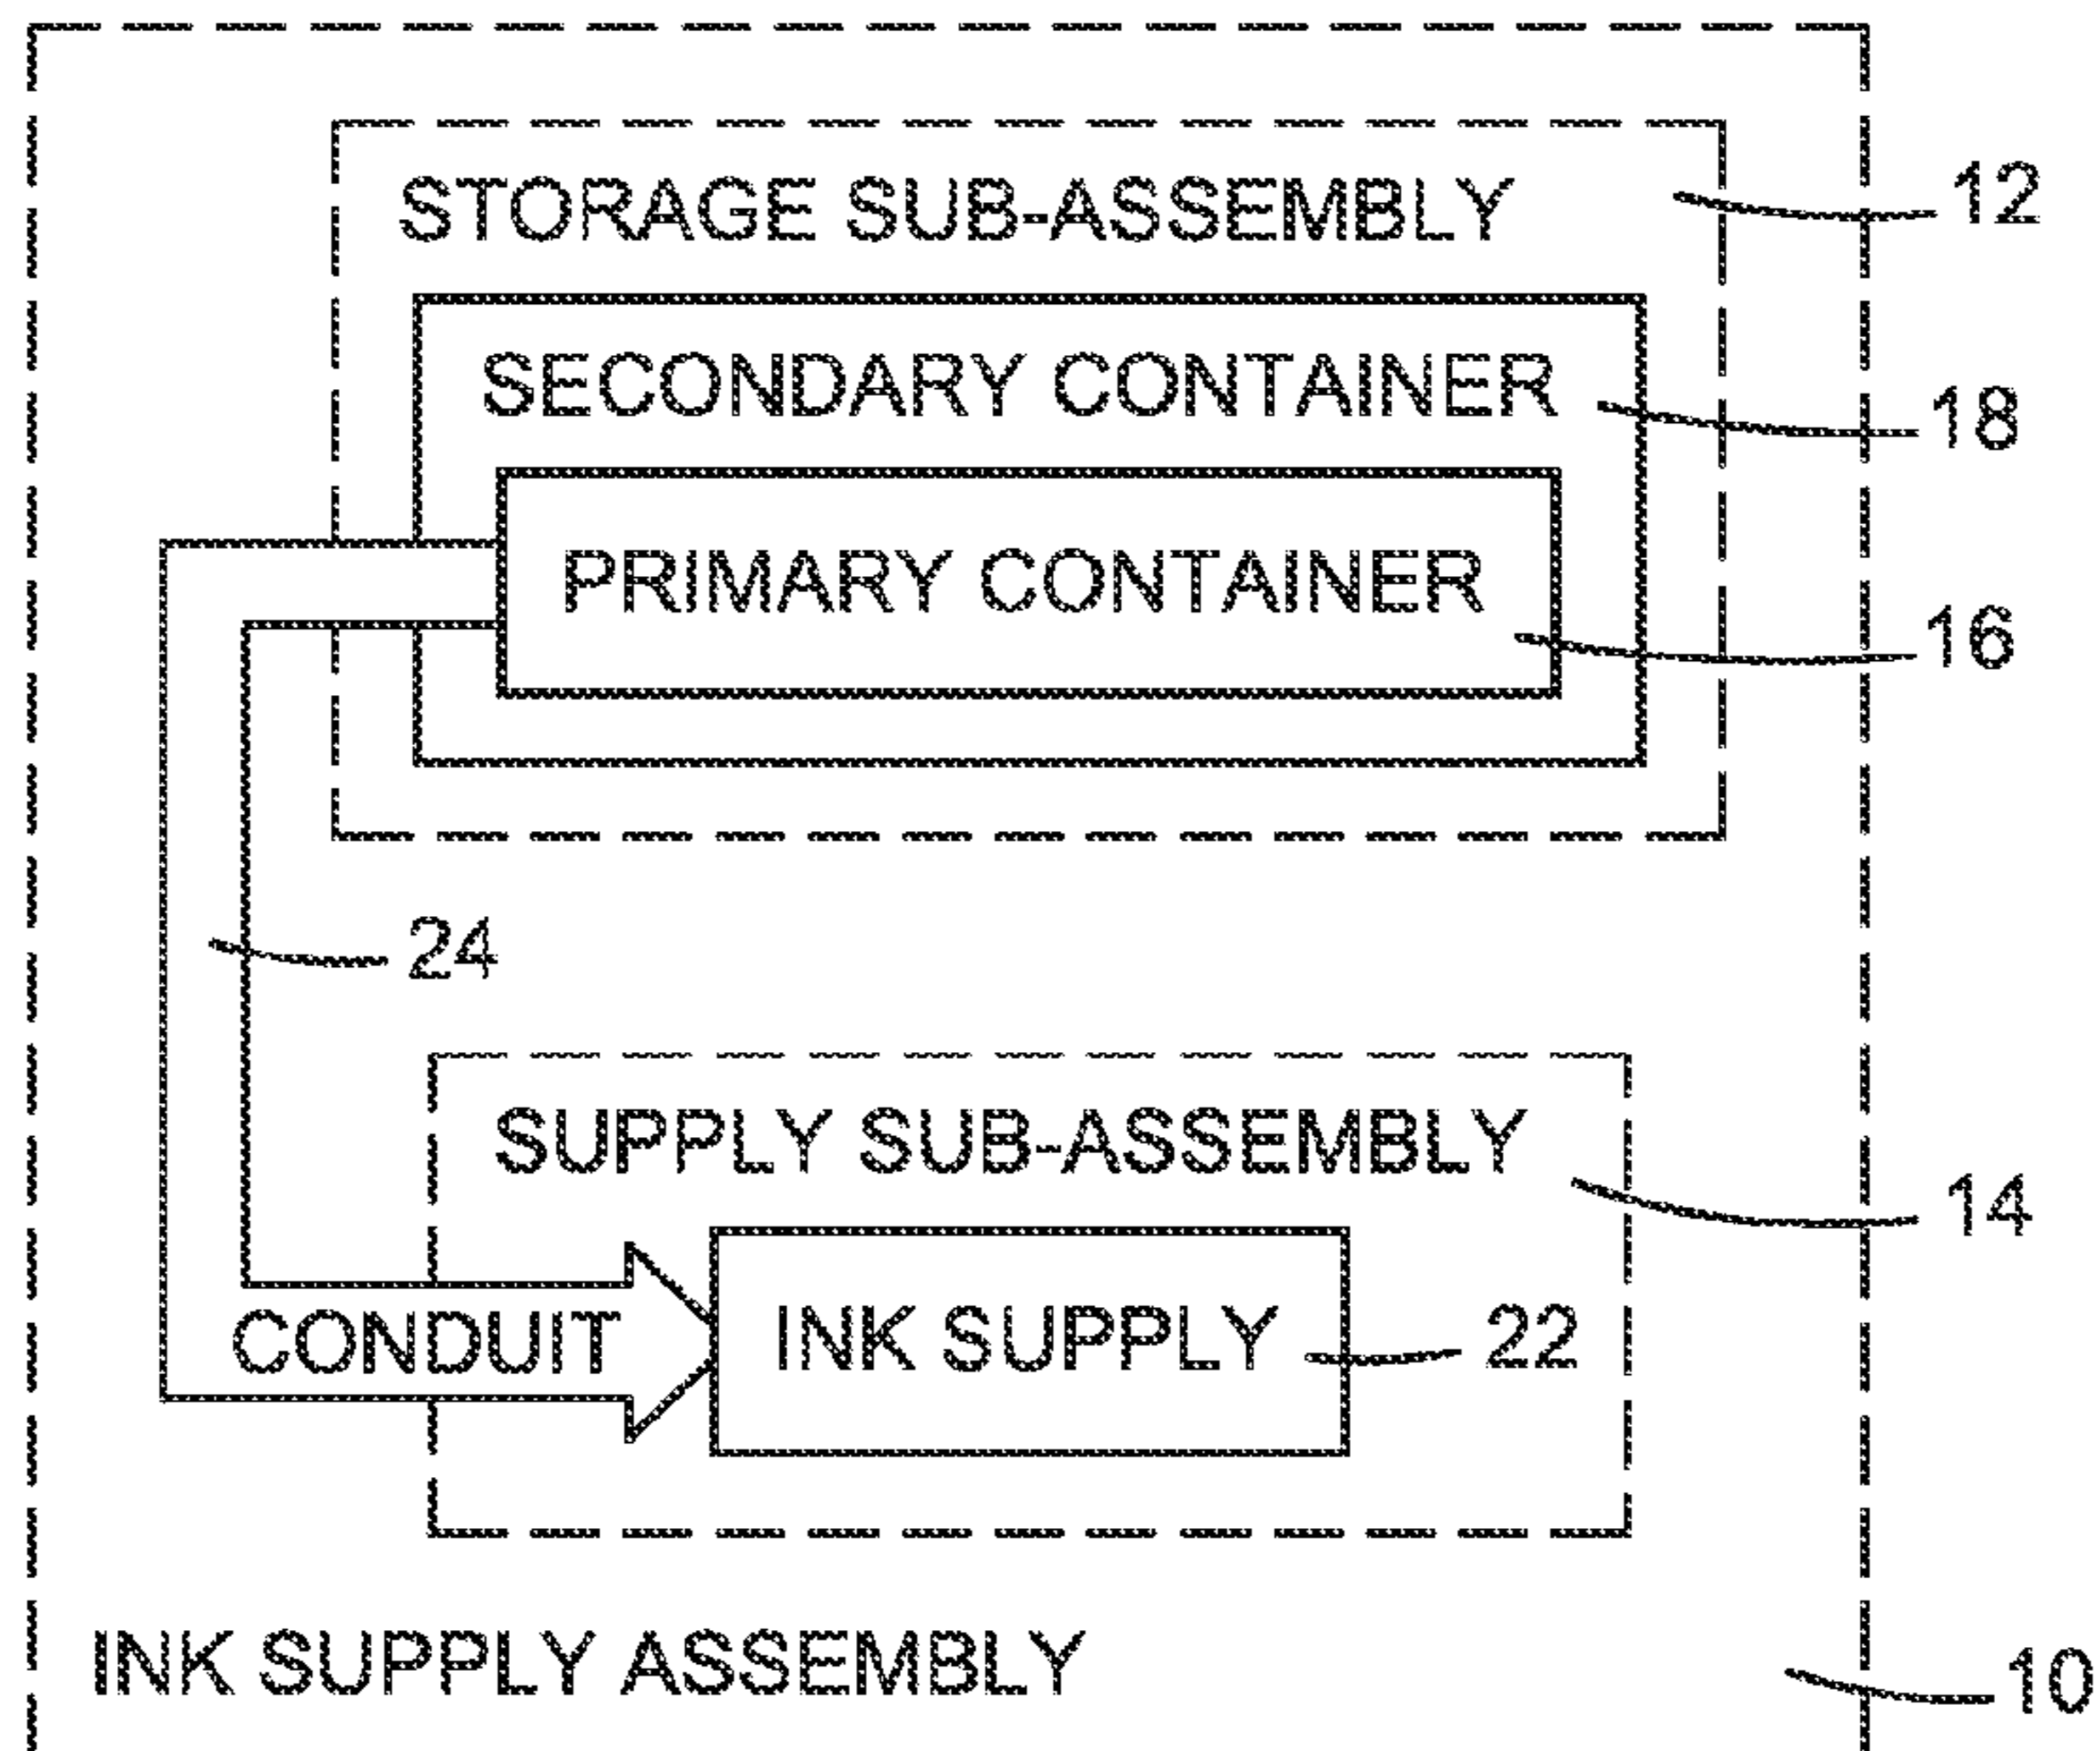 STORAGE SUB-ASSEMBLY
12
SECONDARY CONTAINER
18
PRIMARY CONTAINER
16
24
SUPPLY SUB-ASSEMBLY
14
CONDUIT
INK SUPPLY
22
INK SUPPLY ASSEMBLY
10